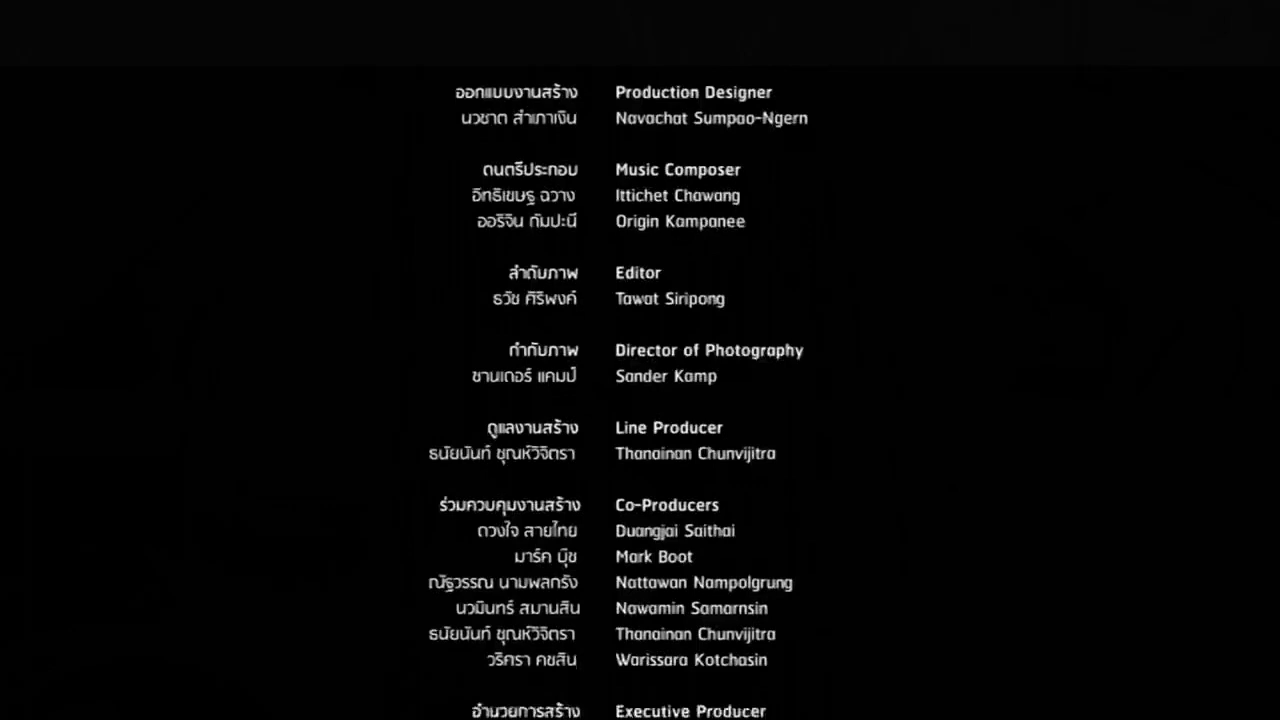 ออกแบบงานสร้าง Production Designer
นวชาต สำเภาเงิน Navachat Sumpao-Ngern
ดนตรีประกอบ Music Composer
อิทธิเขษฐ ฉวาง Ittichet Chawang
ออริจิน กัมปะนี Origin Kampanee
ลำดับภาพ Editor
ธวัช ศิริพงค์ Tawat Siripong
กำกับภาพ Director of Photography
ซานเดอร์ แคมป์ Sander Kamp
ดูแลงานสร้าง Line Producer
ธนัยนันท์ ชุณห์วิจิตรา Thanainan Chunvijitra
ร่วมควบคุมงานสร้าง Co-Producers
ดวงใจ สายไทย Duangjai Saithai
มาร์ค บุ๊ช Mark Boot
ณัฐวรรณ นามพลกรัง Nattawan Nampolgrung
นวมินทร์ สมานสิน Nawamin Samarnsin
ธนัยนันท์ ชุณห์วิจิตรา Thanainan Chunvijitra
วริศรา คชสิน Warissara Kotchasin
อำนวยการสร้าง Executive Producer